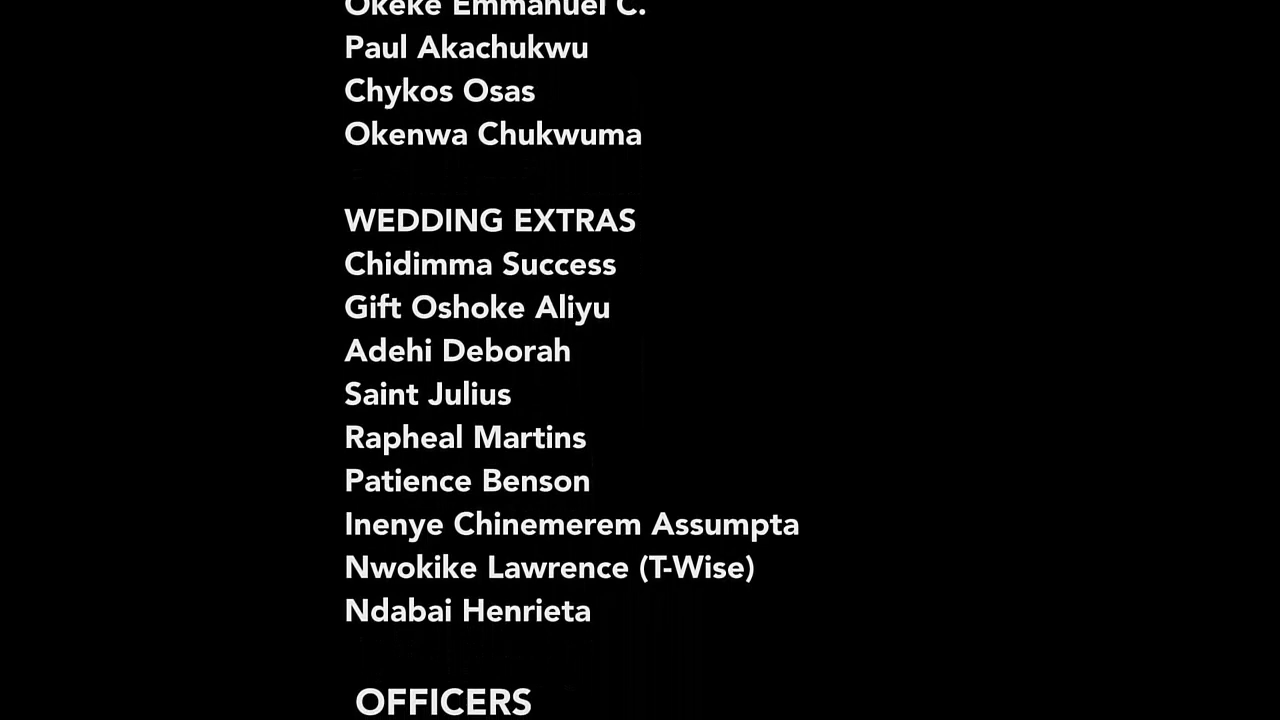 Okeke Emmanuel C.
Paul Akachukwu
Chykos Osas
Okenwa Chukwuma
WEDDING EXTRAS
Chidimma Success
Gift Oshoke Aliyu
Adehi Deborah
Saint Julius
Rapheal Martins
Patience Benson
Inenye Chinemerem Assumpta
Nwokike Lawrence (T-Wise)
Ndabai Henrieta
OFFICERS